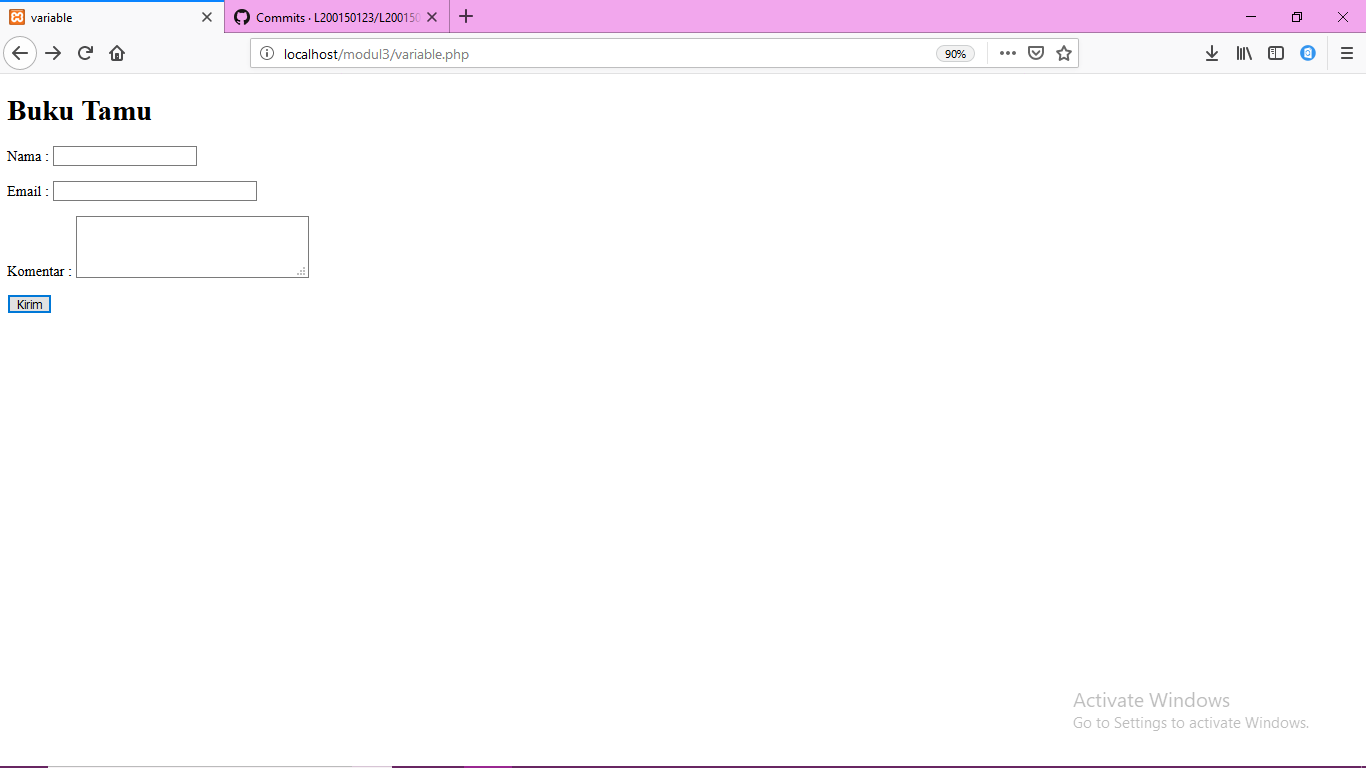 variable
Commits · L200150123/L20015
localhost/modul3/variable.php
90%
Buku Tamu
Nama :
Email :
Komentar :
Kirim
Activate Windows
Go to Settings to activate Windows.